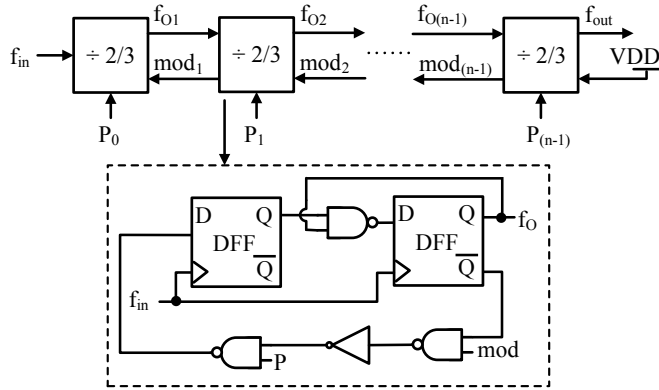 f_O1 f_O2 f_O(n-1) f_out
f_in ÷ 2/3 ÷ 2/3 ...... ÷ 2/3 VDD
mod_1 mod_2 mod_(n-1)
P_0 P_1 P_(n-1)
D Q D Q f_O
DFF DFF
Q̅ Q̅
f_in
P mod